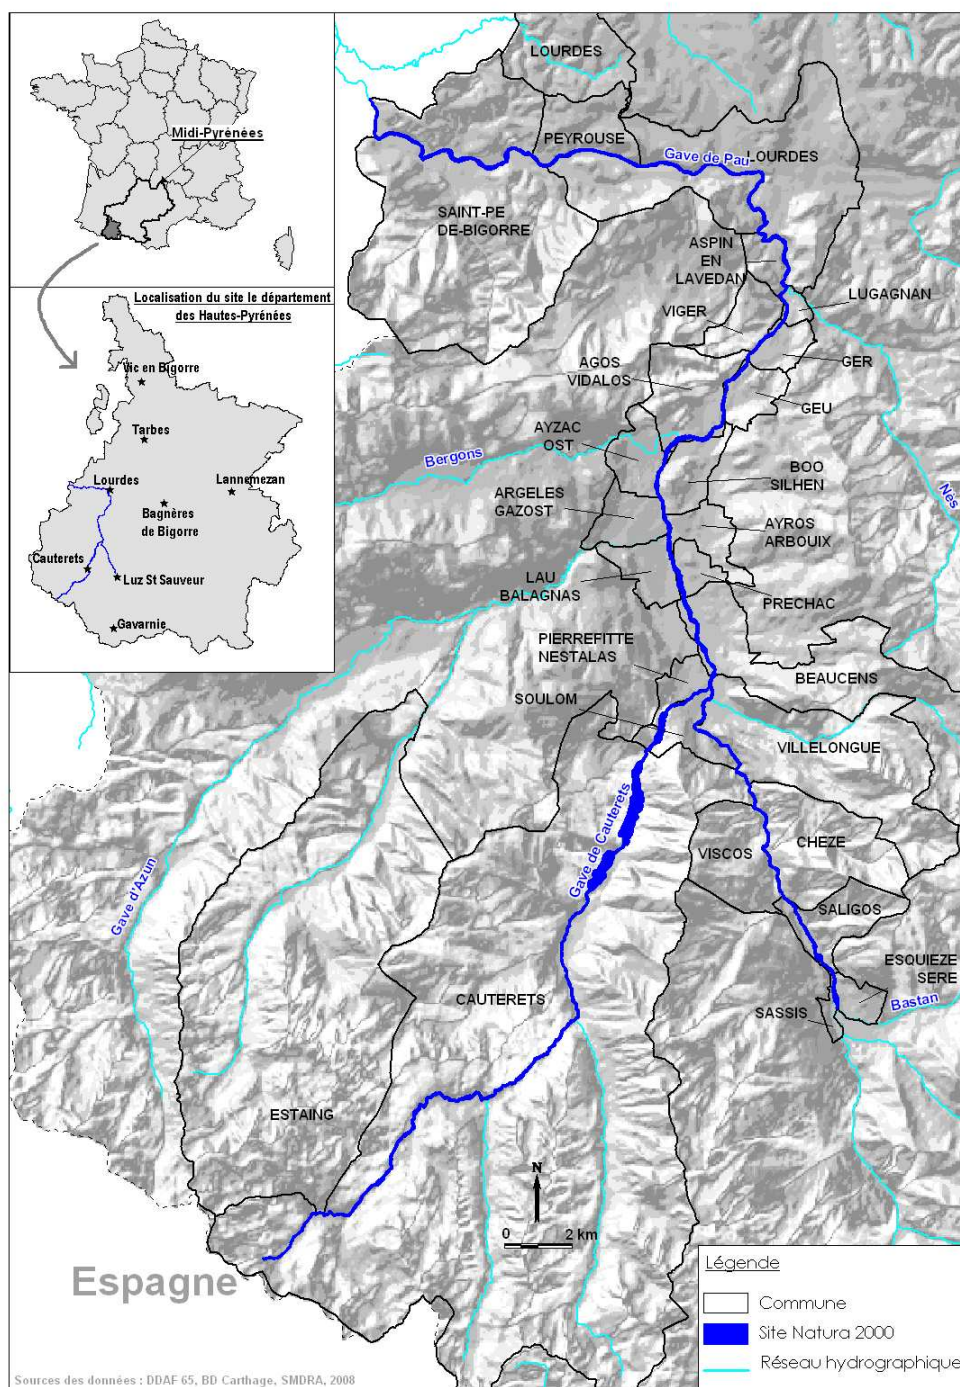 Midi-Pyrénées
Localisation du site le département
des Hautes-Pyrénées
Vic en Bigorre
Tarbes
Lourdes
Lannemezan
Bagnères
de Bigorre
Cauterets
Luz St Sauveur
Gavarnie
LOURDES
PEYROUSE
Gave de Pau
LOURDES
SAINT-PE
DE-BIGORRE
ASPIN
EN
LAVEDAN
LUGAGNAN
VIGER
GER
AGOS
VIDALOS
GEU
AYZAC
OST
Bergons
BOO
SILHEN
Nès
ARGELES
GAZOST
AYROS
ARBOUIX
LAU
BALAGNAS
PRECHAC
PIERREFITTE
NESTALAS
BEAUCENS
SOULOM
VILLELONGUE
Gave de Cauterets
CHEZE
VISCOS
Gave d'Azun
SALIGOS
ESQUIEZE
SERE
Bastan
CAUTERETS
SASSIS
ESTAING
N
0 2 km
Espagne
Légende
Commune
Site Natura 2000
Réseau hydrographique
Sources des données : DDAF 65, BD Carthage, SMDRA, 2008